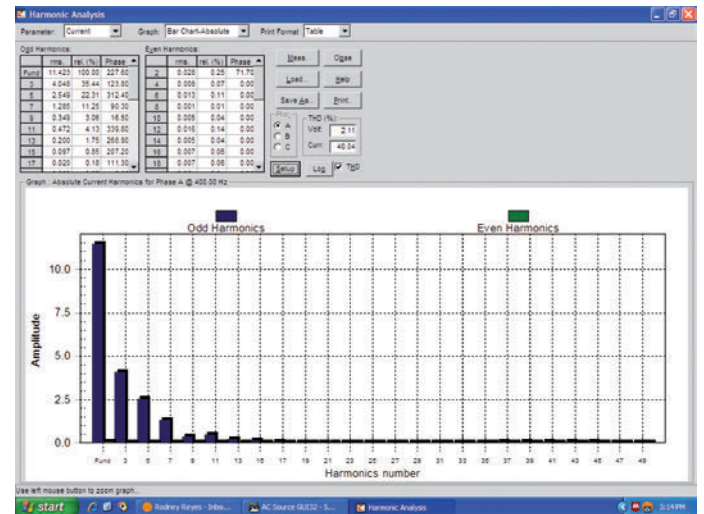 Harmonic Analysis
Parameter: Current Graph: Bar Chart-Absolute Print Format Table
Odd Harmonics: Even Harmonics:
rms. rel. (%) Phase rms. rel. (%) Phase
Fund 11.423 100.00 227.60 2 0.028 0.25 71.70
3 4.048 35.44 123.80 4 0.008 0.07 0.00
5 2.549 22.31 312.40 6 0.013 0.11 0.00
7 1.285 11.25 90.30 8 0.001 0.01 0.00
9 0.349 3.06 16.50 10 0.005 0.04 0.00
11 0.472 4.13 339.80 12 0.016 0.14 0.00
13 0.200 1.75 14 0.005 0.04 0.00
15 0.097 0.85 207.20 16 0.007 0.06 0.00
17 0.020 0.18 111.30 18 0.007 0.06 0.00
Meas. Close
Load... Help
Save As... Print.
A
B
C
THD (%):
Volt: 2.11
Curr: 40.04
Setup Log THD
Graph : Absolute Current Harmonics for Phase A @ 400.00 Hz
Odd Harmonics Even Harmonics
Amplitude
10.0
7.5
5.0
2.5
0.0
Fund 3 5 7 9 11 13 15 17 19 21 23 25 27 29 31 33 35 37 39 41 43 45 47 49
Harmonics number
Use left mouse button to zoom graph..
start Rodney Reyes - Inbo... AC Source GUI32 - S... Harmonic Analysis 3:14 PM